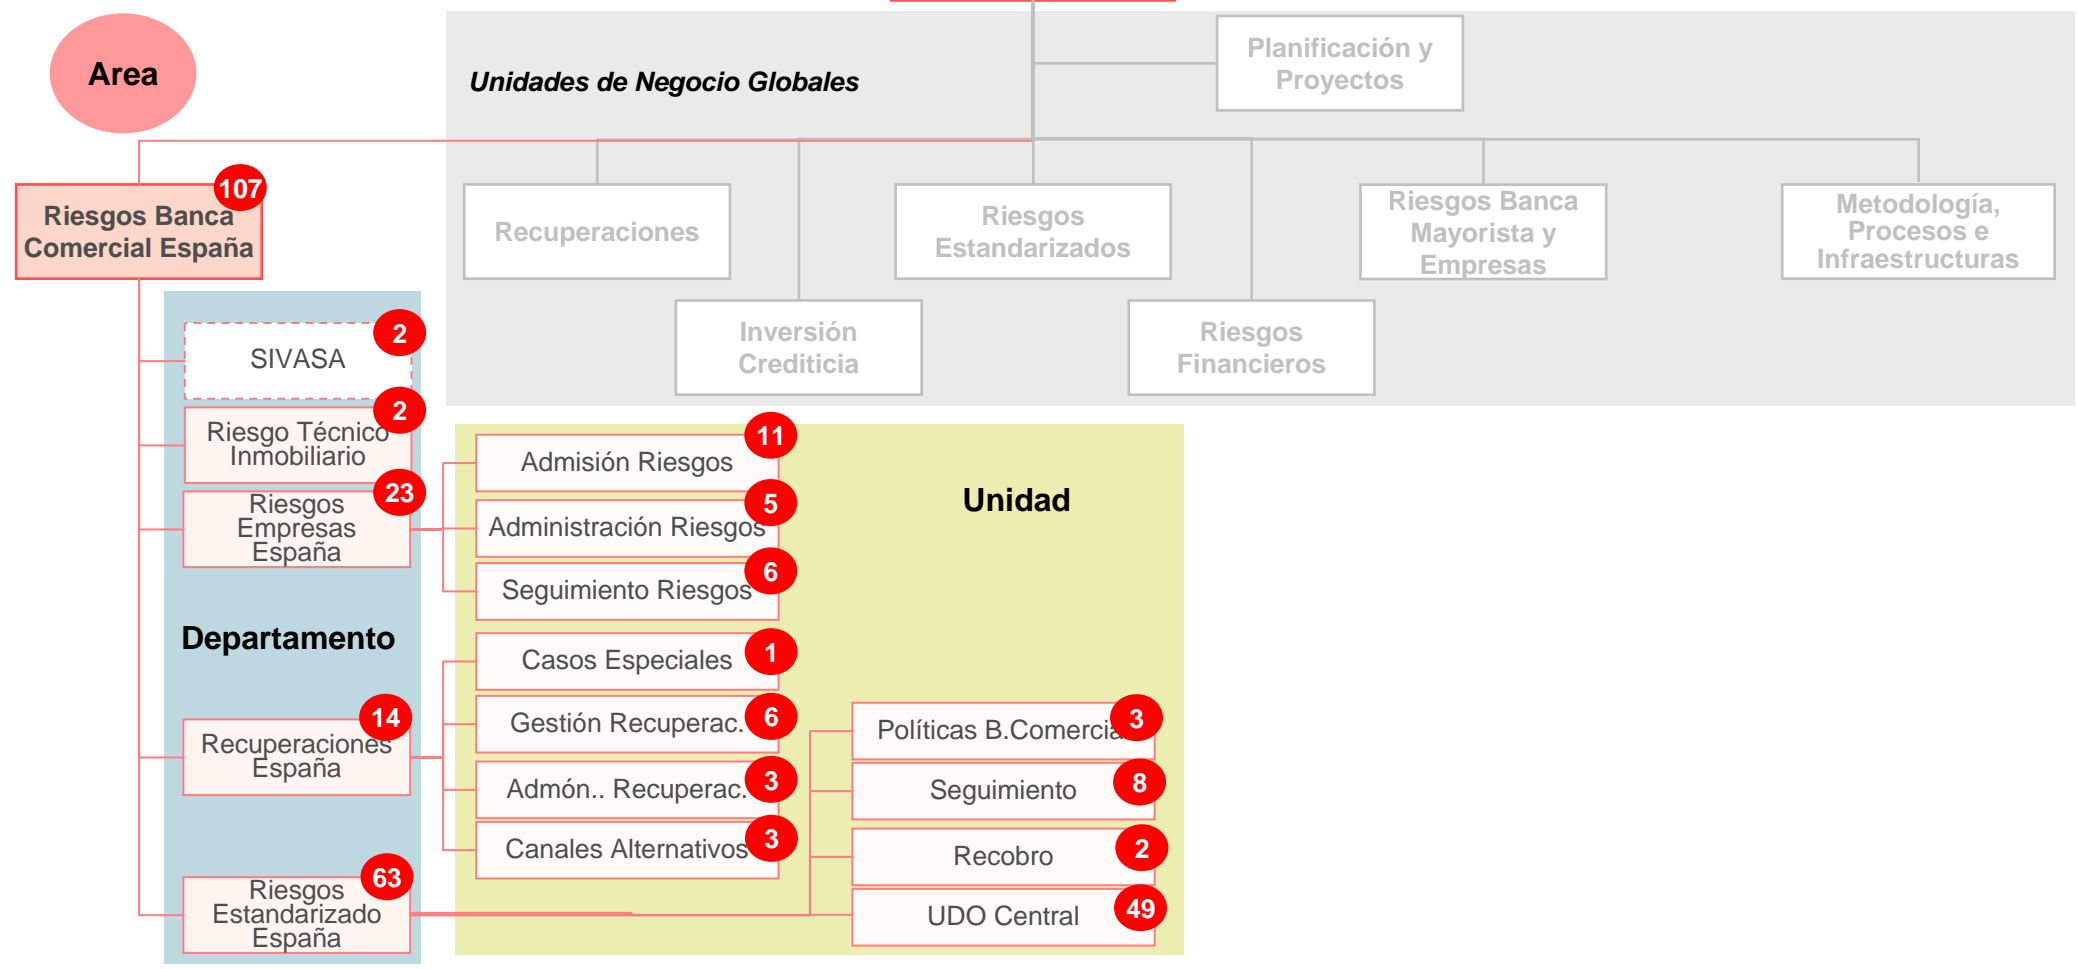 Area
Unidades de Negocio Globales
Planificación y
Proyectos
107
Riesgos Banca
Comercial España
Recuperaciones
Riesgos
Estandarizados
Riesgos Banca
Mayorista y
Empresas
Metodología,
Procesos e
Infraestructuras
Inversión
Crediticia
Riesgos
Financieros
2
SIVASA
2
Riesgo Técnico
Inmobiliario
23
Riesgos
Empresas
España
Departamento
14
Recuperaciones
España
63
Riesgos
Estandarizado
España
Unidad
11
Admisión Riesgos
5
Administración Riesgos
6
Seguimiento Riesgos
1
Casos Especiales
6
Gestión Recuperac.
3
Admón.. Recuperac.
3
Canales Alternativos
3
Políticas B.Comercia
8
Seguimiento
2
Recobro
49
UDO Central